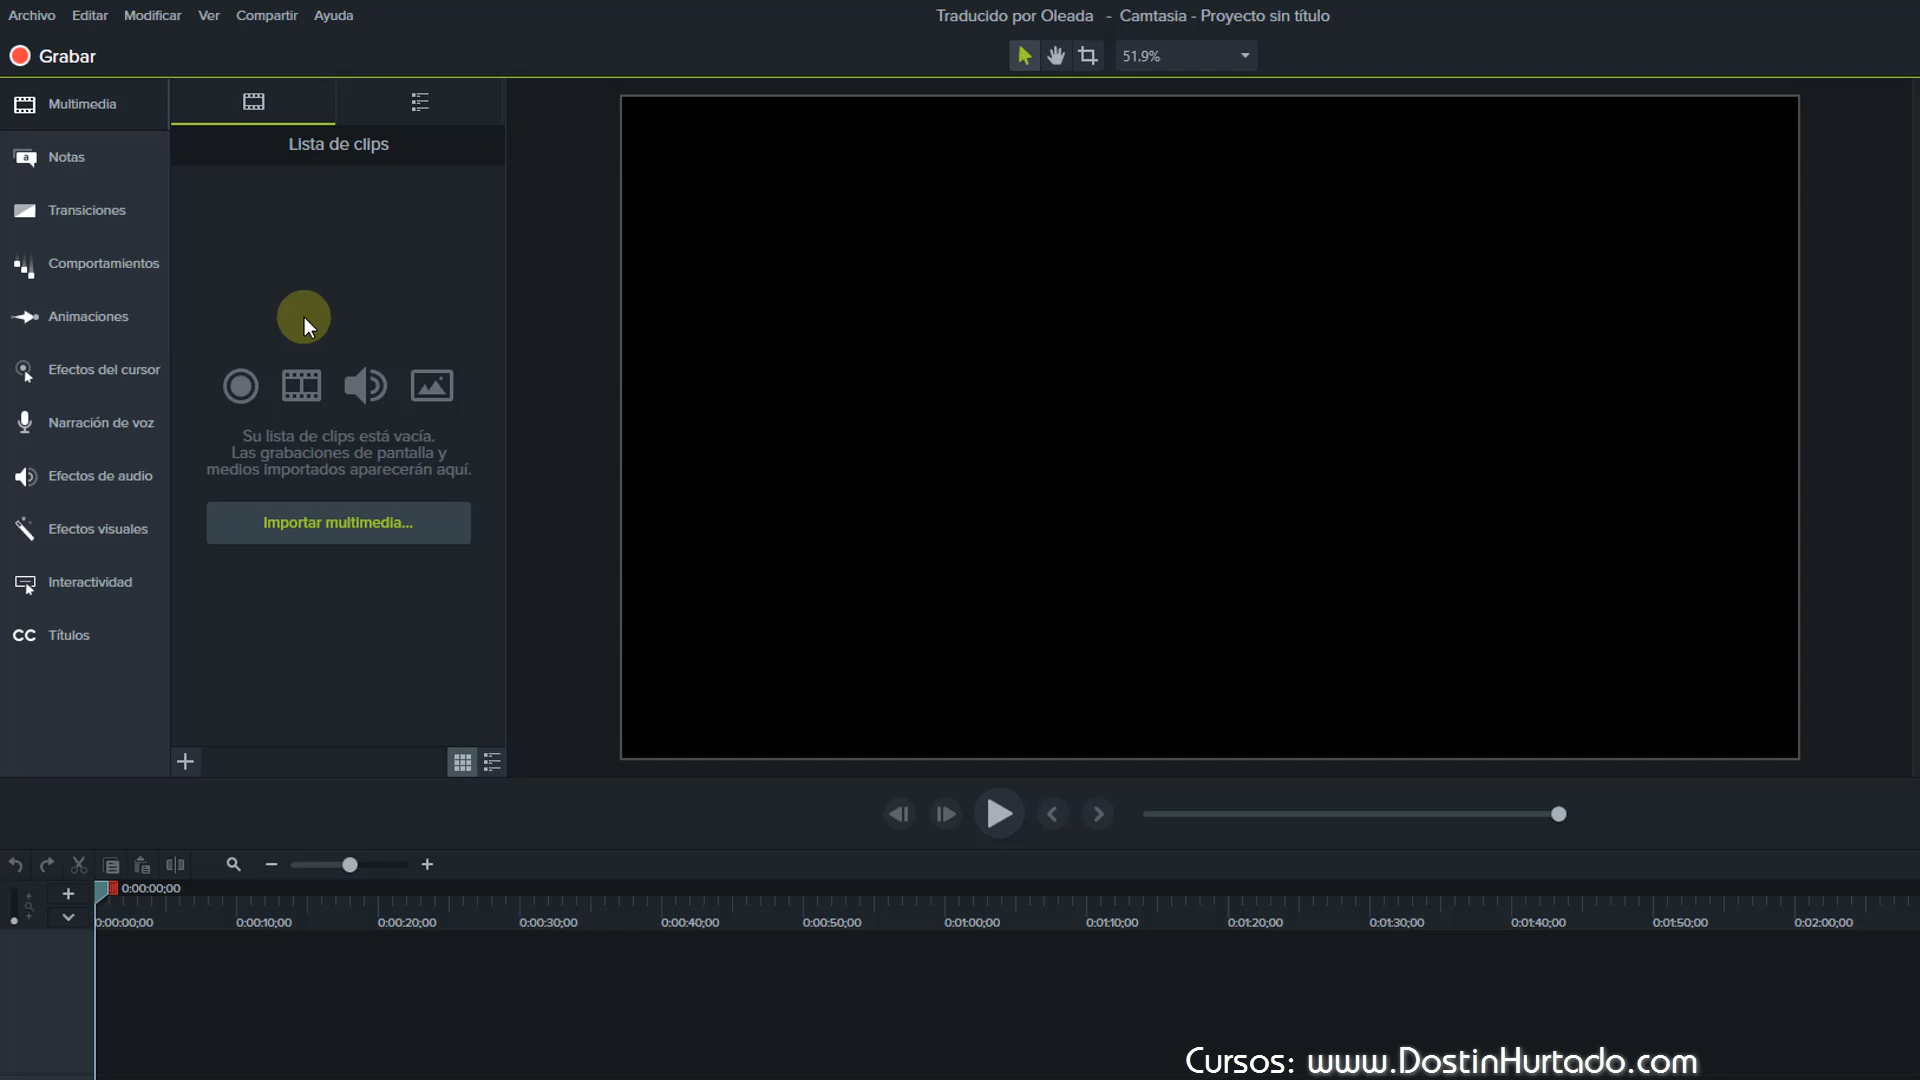 Archivo Editar Modificar Ver Compartir Ayuda
Traducido por Oleada - Camtasia - Proyecto sin título
Grabar
51.9%
Multimedia
Notas
Transiciones
Comportamientos
Animaciones
Efectos del cursor
Narración de voz
Efectos de audio
Efectos visuales
Interactividad
CC Títulos
Lista de clips
Su lista de clips está vacía.
Las grabaciones de pantalla y
medios importados aparecerán aquí.
Importar multimedia...
0:00:00;00
0:00:00;00 0:00:10;00 0:00:20;00 0:00:30;00 0:00:40;00 0:00:50;00 0:01:00;00 0:01:10;00 0:01:20;00 0:01:30;00 0:01:40;00 0:01:50;00 0:02:00;00
Cursos: www.DostinHurtado.com